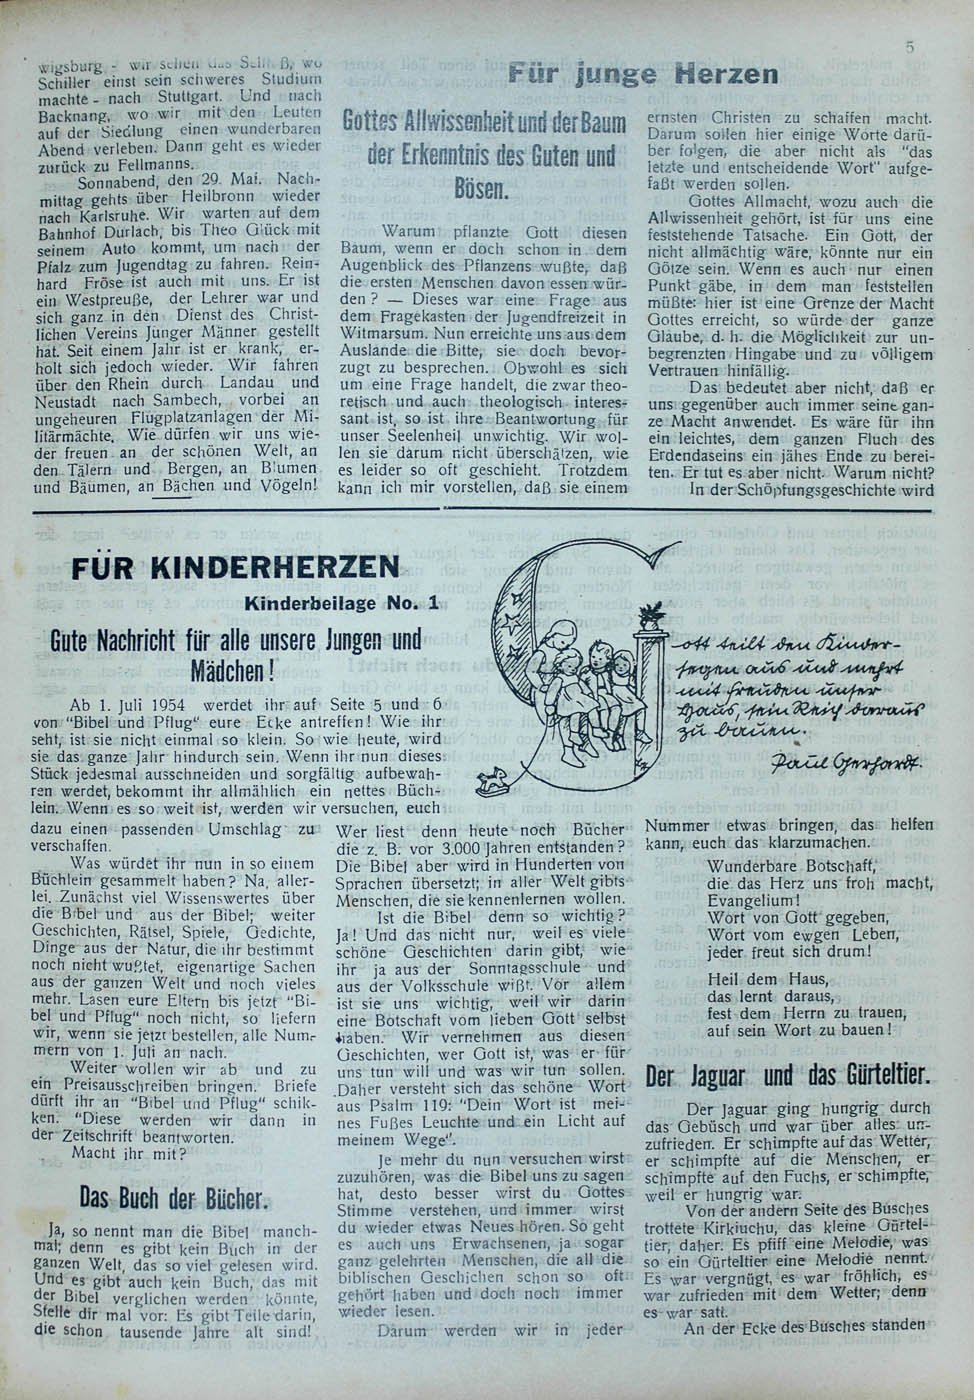 5
wigsburg - wir sehen das Schloß, wo
Schiller einst sein schweres Studium
machte - nach Stuttgart. Und nach
Backnang, wo wir mit den Leuten
auf der Siedlung einen wunderbaren
Abend verleben. Dann geht es wieder
zurück zu Fellmanns.
Sonnabend, den 29. Mai. Nach-
mittag gehts über Heilbronn wieder
nach Karlsruhe. Wir warten auf dem
Bahnhof Durlach, bis Theo Glück mit
seinem Auto kommt, um nach der
Pfalz zum Jugendtag zu fahren. Rein-
hard Fröse ist auch mit uns. Er ist
ein Westpreuße, der Lehrer war und
sich ganz in den Dienst des Christ-
lichen Vereins Junger Männer gestellt
hat. Seit einem Jahr ist er krank, er-
holt sich jedoch wieder. Wir fahren
über den Rhein durch Landau und
Neustadt nach Sambech, vorbei an
ungeheuren Flugplatzanlagen der Mi-
litärmächte. Wie dürfen wir uns wie-
der freuen an der schönen Welt, an
den Tälern und Bergen, an Blumen
und Bäumen, an Bächen und Vögeln!
Für junge Herzen
Gottes Allwissenheit und der Baum
der Erkenntnis des Guten und
Bösen.
Warum pflanzte Gott diesen
Baum, wenn er doch schon in dem
Augenblick des Pflanzens wußte, daß
die ersten Menschen davon essen wür-
den? — Dieses war eine Frage aus
dem Fragekasten der Jugendfreizeit in
Witmarsum. Nun erreichte uns aus dem
Auslande die Bitte, sie doch bevor-
zugt zu besprechen. Obwohl es sich
um eine Frage handelt, die zwar theo-
retisch und auch theologisch interes-
sant ist, so ist ihre Beantwortung für
unser Seelenheil unwichtig. Wir wol-
len sie darum nicht überschätzen, wie
es leider so oft geschieht. Trotzdem
kann ich mir vorstellen, daß sie einem
ernsten Christen zu schaffen macht.
Darum sollen hier einige Worte darü-
ber folgen, die aber nicht als "das
letzte und entscheidende Wort" aufge-
faßt werden sollen.
Gottes Allmacht, wozu auch die
Allwissenheit gehört, ist für uns eine
feststehende Tatsache. Ein Gott, der
nicht allmächtig wäre, könnte nur ein
Götze sein. Wenn es auch nur einen
Punkt gäbe, in dem man feststellen
müßte: hier ist eine Grenze der Macht
Gottes erreicht, so würde der ganze
Glaube, d. h. die Möglichkeit zur un-
begrenzten Hingabe und zu völligem
Vertrauen hinfällig.
Das bedeutet aber nicht, daß er
uns gegenüber auch immer seine gan-
ze Macht anwendet. Es wäre für ihn
ein leichtes, dem ganzen Fluch des
Erdendaseins ein jähes Ende zu berei-
ten. Er tut es aber nicht. Warum nicht?
In der Schöpfungsgeschichte wird
FÜR KINDERHERZEN
Kinderbeilage No. 1
Gute Nachricht für alle unsere Jungen und
Mädchen!
Ab 1. Juli 1954 werdet ihr auf Seite 5 und 6
von "Bibel und Pflug" eure Ecke antreffen! Wie ihr
seht, ist sie nicht einmal so klein. So wie heute, wird
sie das ganze Jahr hindurch sein. Wenn ihr nun dieses
Stück jedesmal ausschneiden und sorgfältig aufbewah-
ren werdet, bekommt ihr allmählich ein nettes Büch-
lein. Wenn es so weit ist, werden wir versuchen, euch
dazu einen passenden Umschlag zu
verschaffen.
Was würdet ihr nun in so einem
Büchlein gesammelt haben? Na, aller-
lei. Zunächst viel Wissenswertes über
die Bibel und aus der Bibel; weiter
Geschichten, Rätsel, Spiele, Gedichte,
Dinge aus der Natur, die ihr bestimmt
noch nicht wußtet, eigenartige Sachen
aus der ganzen Welt und noch vieles
mehr. Lasen eure Eltern bis jetzt "Bi-
bel und Pflug" noch nicht, so liefern
wir, wenn sie jetzt bestellen, alle Num-
mern von 1. Juli an nach.
Weiter wollen wir ab und zu
ein Preisausschreiben bringen. Briefe
dürft ihr an "Bibel und Pflug" schik-
ken. "Diese werden wir dann in
der Zeitschrift beantworten.
Macht ihr mit?
Das Buch der Bücher.
Ja, so nennt man die Bibel manch-
mal; denn es gibt kein Buch in der
ganzen Welt, das so viel gelesen wird.
Und es gibt auch kein Buch, das mit
der Bibel verglichen werden könnte,
Stelle dir mal vor: Es gibt Teile darin,
die schon tausende Jahre alt sind!
G
ott teilt den Kinder-
segen aus und mehrt
mit Freuden unser
Haus, sein Reich daraus
zu bauen.
Paul Gerhardt.
Wer liest denn heute noch Bücher
die z. B. vor 3.000 Jahren entstanden?
Die Bibel aber wird in Hunderten von
Sprachen übersetzt; in aller Welt gibts
Menschen, die sie kennenlernen wollen.
Ist die Bibel denn so wichtig?
Ja! Und das nicht nur, weil es viele
schöne Geschichten darin gibt, wie
ihr ja aus der Sonntagsschule und
aus der Volksschule wißt. Vor allem
ist sie uns wichtig, weil wir darin
eine Botschaft vom lieben Gott selbst
haben. Wir vernehmen aus diesen
Geschichten, wer Gott ist, was er für
uns tun will und was wir tun sollen.
Daher versteht sich das schöne Wort
aus Psalm 119: "Dein Wort ist mei-
nes Fußes Leuchte und ein Licht auf
meinem Wege".
Je mehr du nun versuchen wirst
zuzuhören, was die Bibel uns zu sagen
hat, desto besser wirst du Gottes
Stimme verstehen, und immer wirst
du wieder etwas Neues hören. So geht
es auch uns Erwachsenen, ja sogar
ganz gelehrten Menschen, die all die
biblischen Geschichen schon so oft
gehört haben und doch noch immer
wieder lesen.
Darum werden wir in jeder
Nummer etwas bringen, das helfen
kann, euch das klarzumachen.
Wunderbare Botschaft,
die das Herz uns froh macht,
Evangelium!
Wort von Gott gegeben,
Wort vom ewgen Leben,
jeder freut sich drum!
Heil dem Haus,
das lernt daraus,
fest dem Herrn zu trauen,
auf sein Wort zu bauen!
Der Jaguar und das Gürteltier.
Der Jaguar ging hungrig durch
das Gebüsch und war über alles un-
zufrieden. Er schimpfte auf das Wetter,
er schimpfte auf die Menschen, er
schimpfte auf den Fuchs, er schimpfte,
weil er hungrig war.
Von der andern Seite des Busches
trottete Kirkiuchu, das kleine Gürtel-
tier, daher. Es pfiff eine Melodie, was
so ein Gürteltier eine Melodie nennt.
Es war vergnügt, es war fröhlich, es
war zufrieden mit dem Wetter; denn
es war satt.
An der Ecke des Busches standen